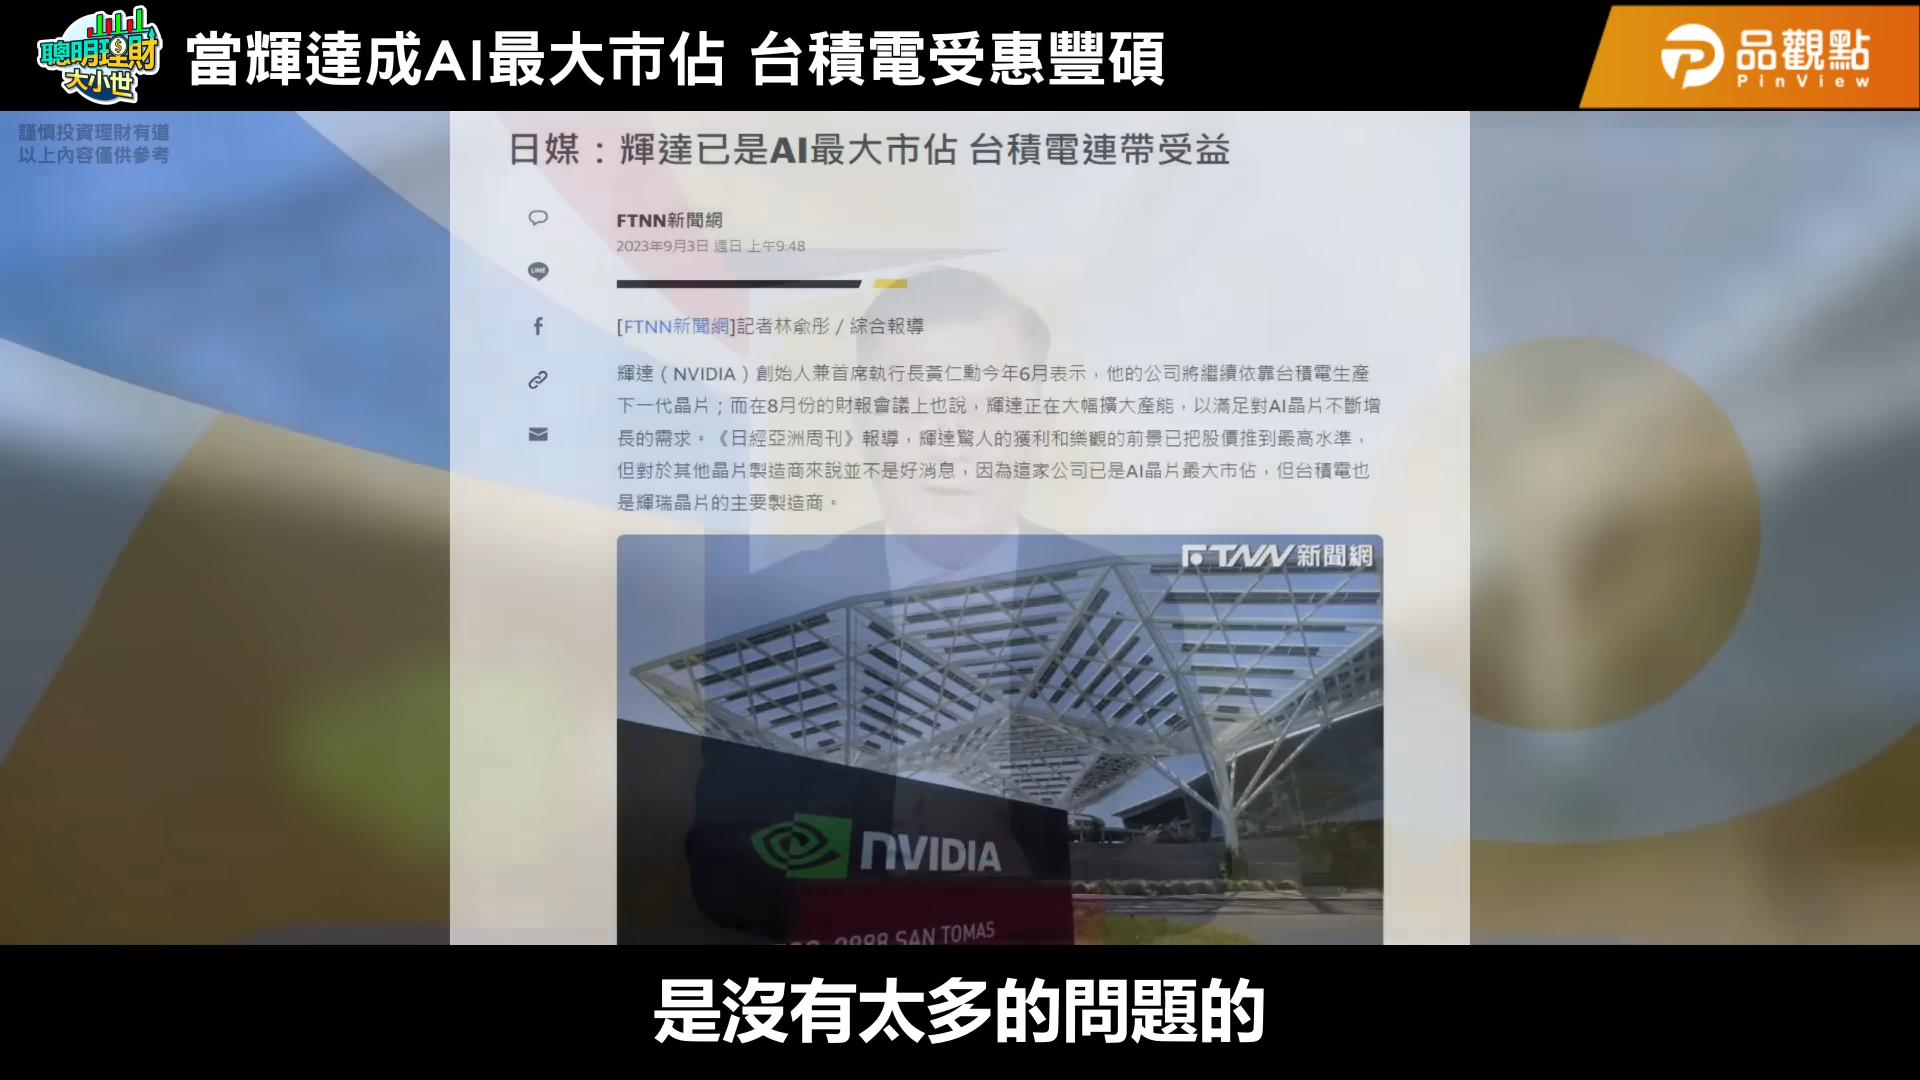 聰明理財
大小世
當輝達成AI最大市佔 台積電受惠豐碩
品觀點
PinView
謹慎投資理財有道
以上內容僅供參考
日媒：輝達已是AI最大市佔 台積電連帶受益
FTNN新聞網
2023年9月3日 週日 上午9:48
LINE
[FTNN新聞網]記者林俞彤／綜合報導
輝達（NVIDIA）創始人兼首席執行長黃仁勳今年6月表示，他的公司將繼續依靠台積電生產
下一代晶片；而在8月份的財報會議上也說，輝達正在大幅擴大產能，以滿足對AI晶片不斷增
長的需求。《日經亞洲周刊》報導，輝達驚人的獲利和樂觀的前景已把股價推到最高水準，
但對於其他晶片製造商來說並不是好消息，因為這家公司已是AI晶片最大市佔，但台積電也
是輝瑞晶片的主要製造商。
FTNN新聞網
NVIDIA
2888 SAN TOMAS
是沒有太多的問題的